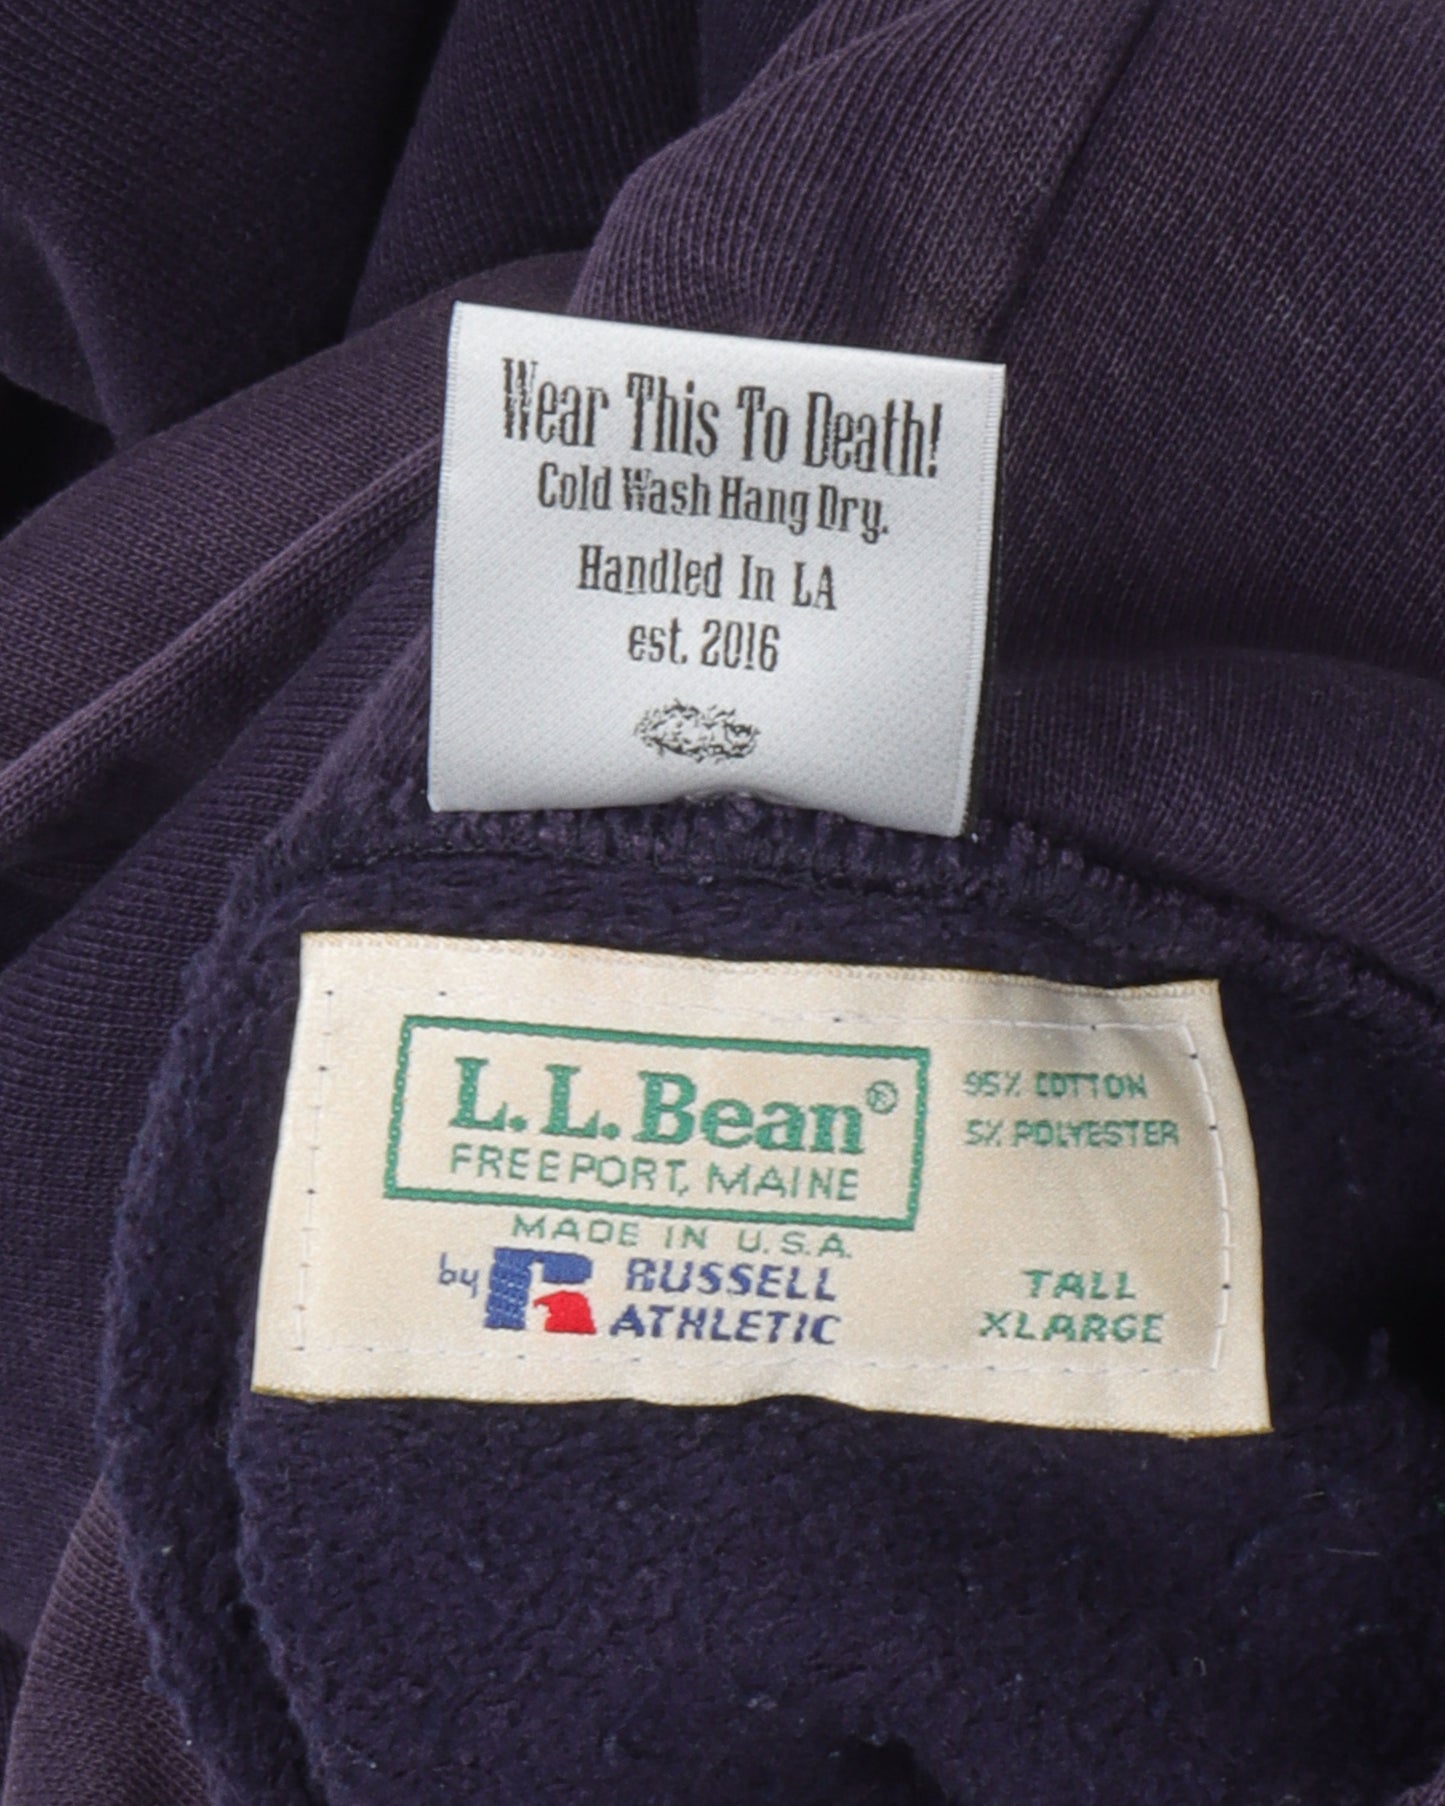 Wear This To Death!
Cold Wash Hang Dry.
Handled In LA
est. 2016
L.L.Bean®
FREEPORT, MAINE
MADE IN U.S.A.
by RUSSELL
ATHLETIC
95% COTTON
5% POLYESTER
TALL
XLARGE